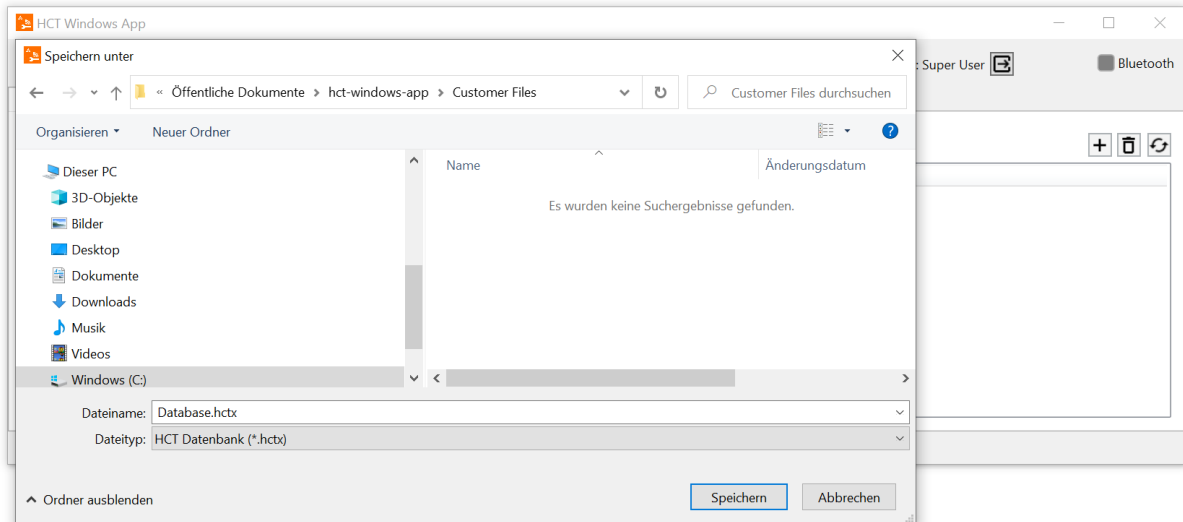 HCT Windows App
Speichern unter
: Super User
Bluetooth
« Öffentliche Dokumente > hct-windows-app > Customer Files
Customer Files durchsuchen
Organisieren
Neuer Ordner
?
Dieser PC
3D-Objekte
Bilder
Desktop
Dokumente
Downloads
Musik
Videos
Windows (C:)
Name
Änderungsdatum
Es wurden keine Suchergebnisse gefunden.
Dateiname: Database.hctx
Dateityp: HCT Datenbank (*.hctx)
Ordner ausblenden
Speichern
Abbrechen